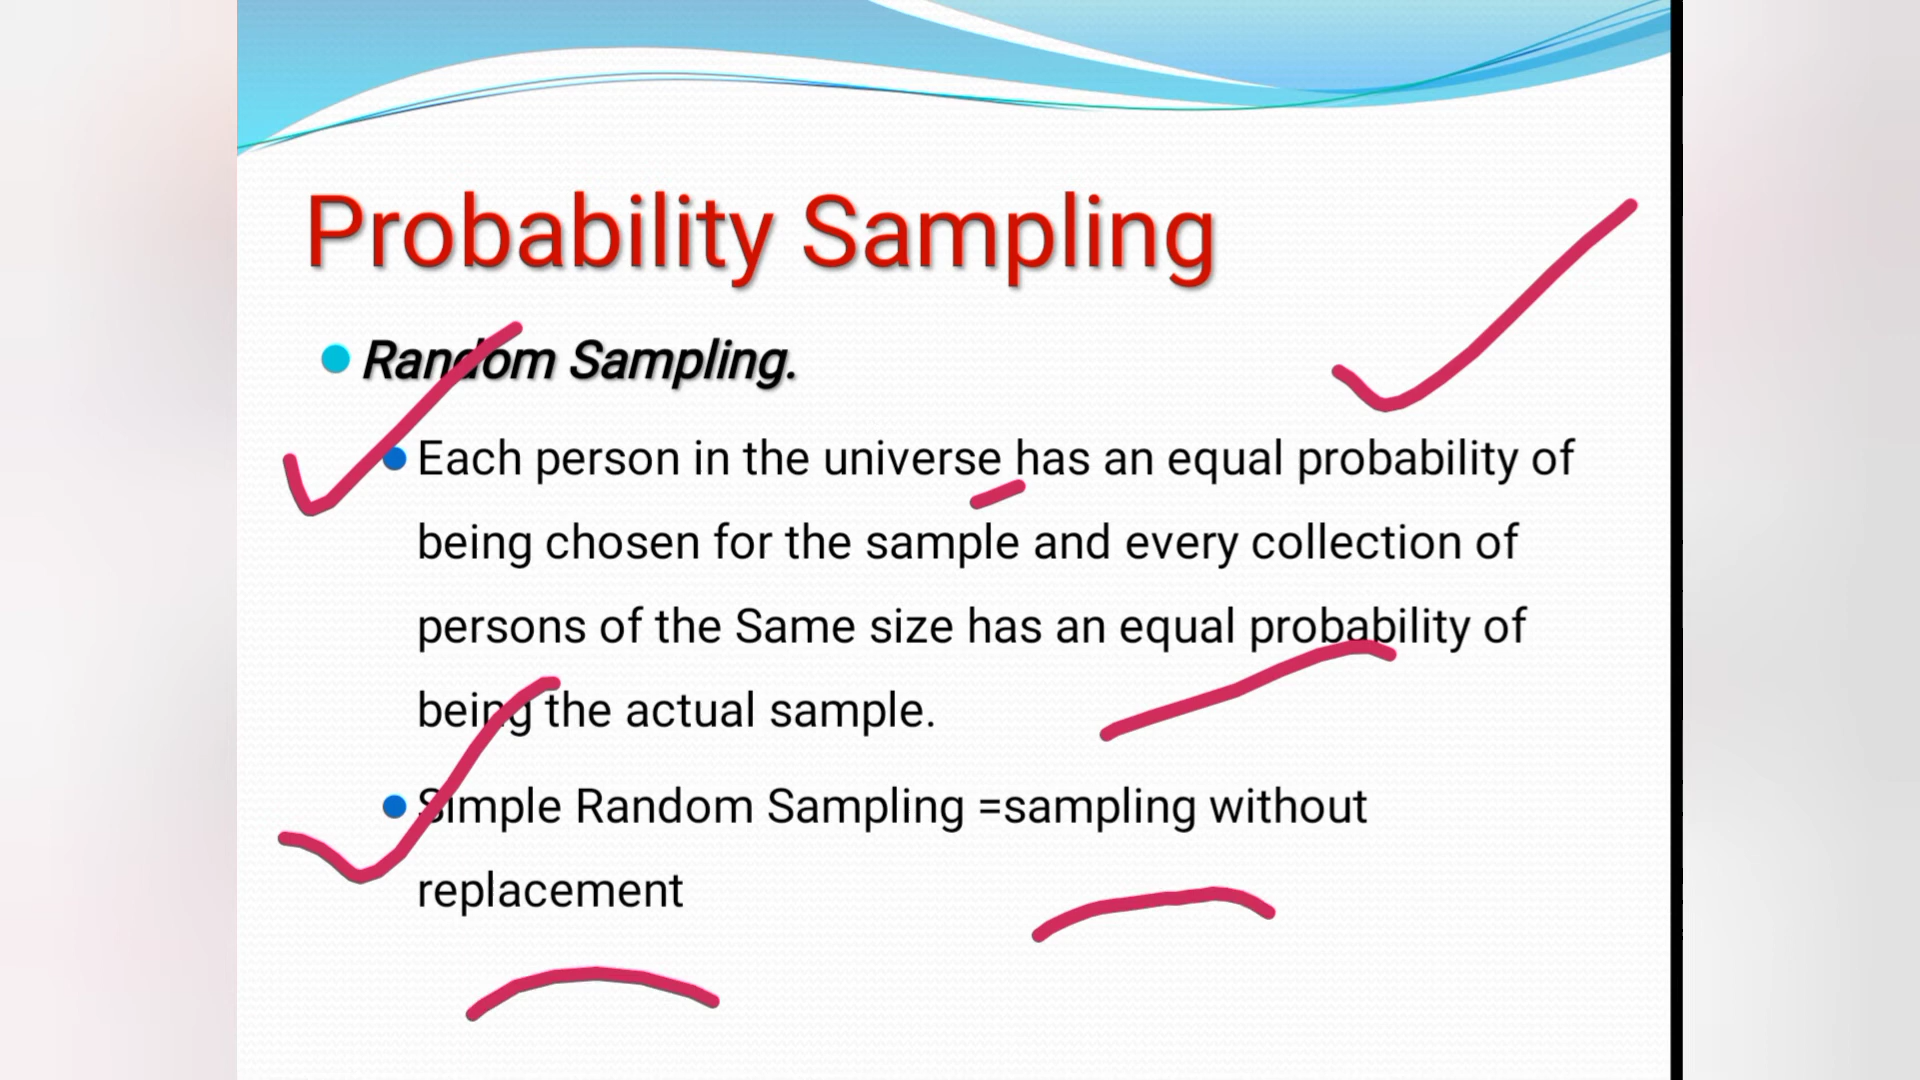 Probability Sampling
Random Sampling.
Each person in the universe has an equal probability of
being chosen for the sample and every collection of
persons of the Same size has an equal probability of
being the actual sample.
Simple Random Sampling =sampling without
replacement